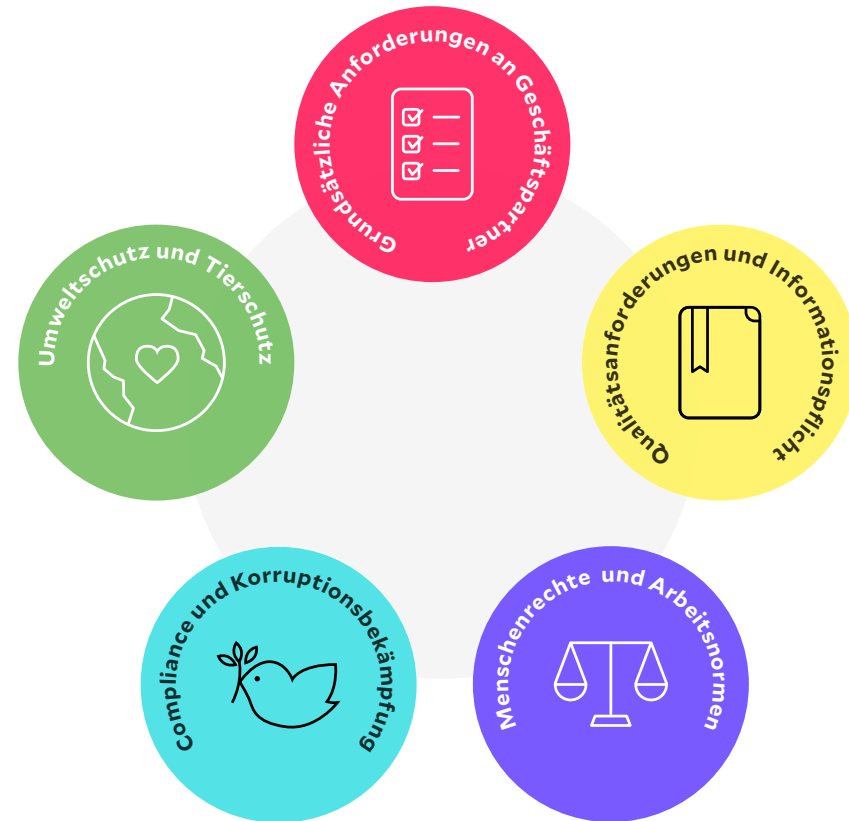 Grundsätzliche Anforderungen an Geschäftspartner
Qualitätsanforderungen und Informationspflicht
Menschenrechte und Arbeitsnormen
Compliance und Korruptionsbekämpfung
Umweltschutz und Tierschutz